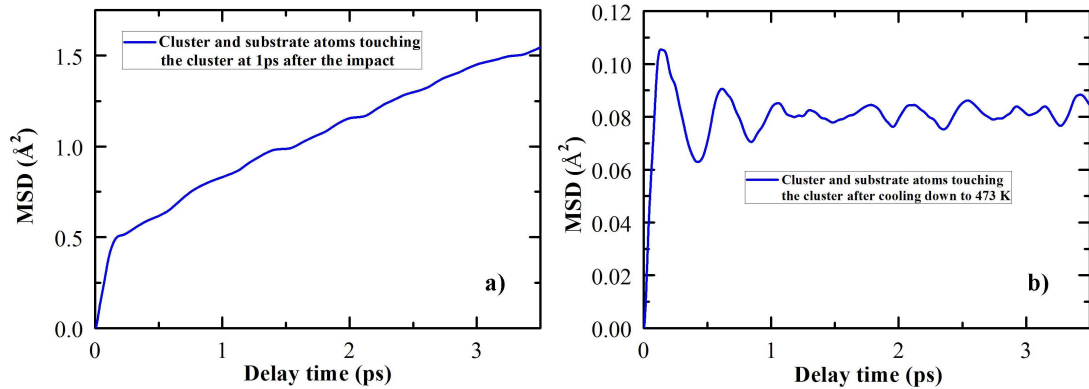 1.5
1.0
0.5
0.0
MSD (Å²)
Cluster and substrate atoms touching
the cluster at 1ps after the impact
a)
0 1 2 3
Delay time (ps)
0.12
0.10
0.08
0.06
0.04
0.02
0.00
MSD (Å²)
b)
Cluster and substrate atoms touching
the cluster after cooling down to 473 K
0 1 2 3
Delay time (ps)